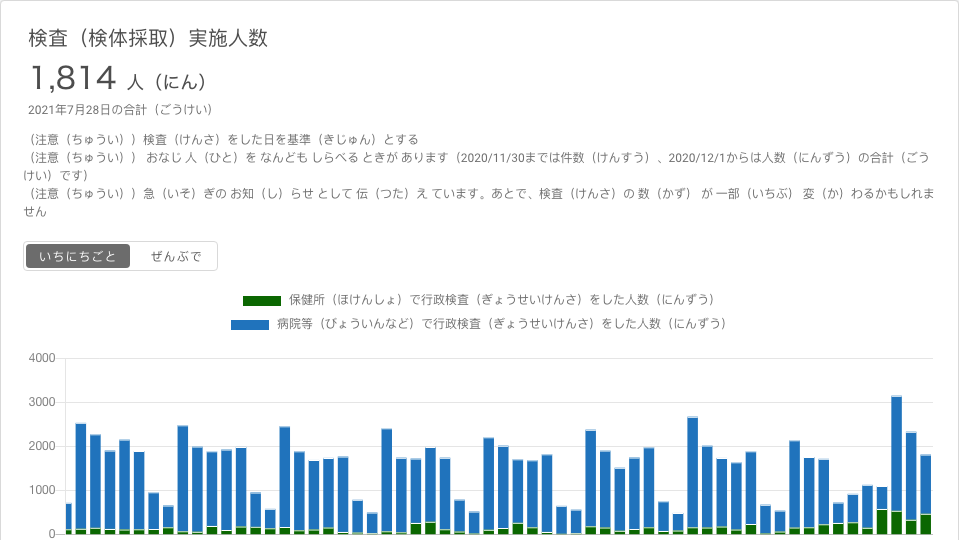 検査（検体採取）実施人数
1,814 人（にん）
2021年7月28日の合計（ごうけい）
（注意（ちゅうい））検査（けんさ）をした日を基準（きじゅん）とする
（注意（ちゅうい）） おなじ 人（ひと）を なんども しらべる ときが あります（2020/11/30までは件数（けんすう）、2020/12/1からは人数（にんずう）の合計（ごう
けい）です）
（注意（ちゅうい））急（いそ）ぎの お知（し）らせ として 伝（つた）え ています。あとで、検査（けんさ）の 数（かず） が 一部（いちぶ） 変（か）わるかもしれま
せん
いちにちごと ぜんぶで
保健所（ほけんしょ）で行政検査（ぎょうせいけんさ）をした人数（にんずう）
病院等（びょういんなど）で行政検査（ぎょうせいけんさ）をした人数（にんずう）
4000
3000
2000
1000
0